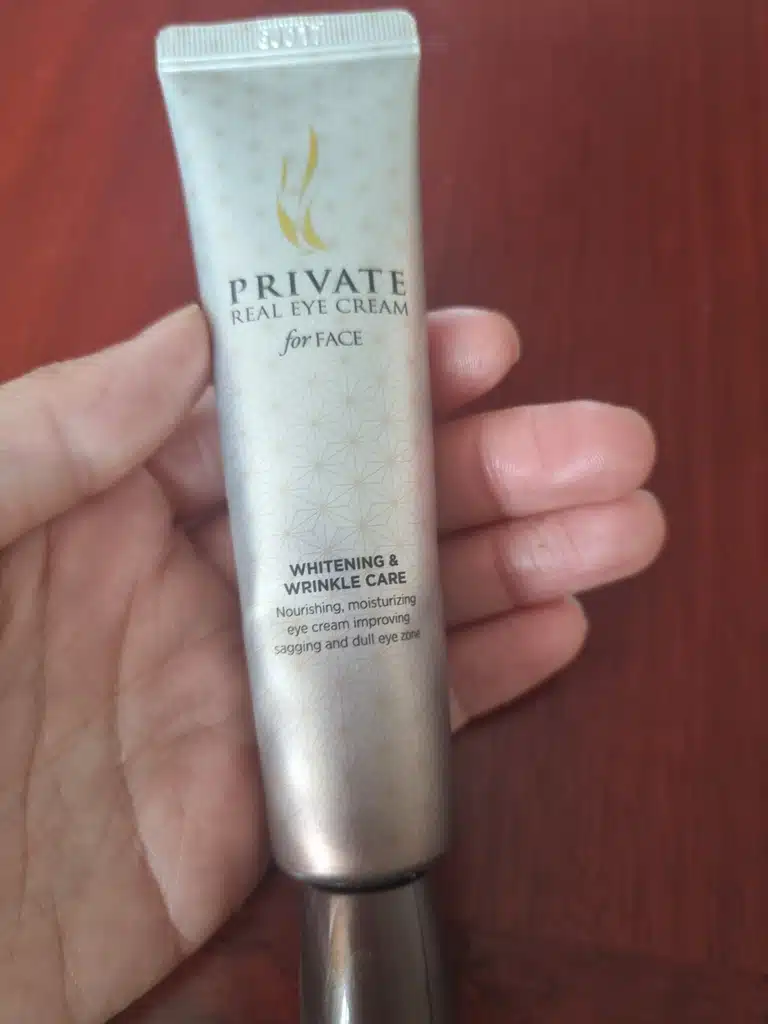 PRIVATE
REAL EYE CREAM
for FACE
WHITENING &
WRINKLE CARE
Nourishing, moisturizing
eye cream improving
sagging and dull eye zone